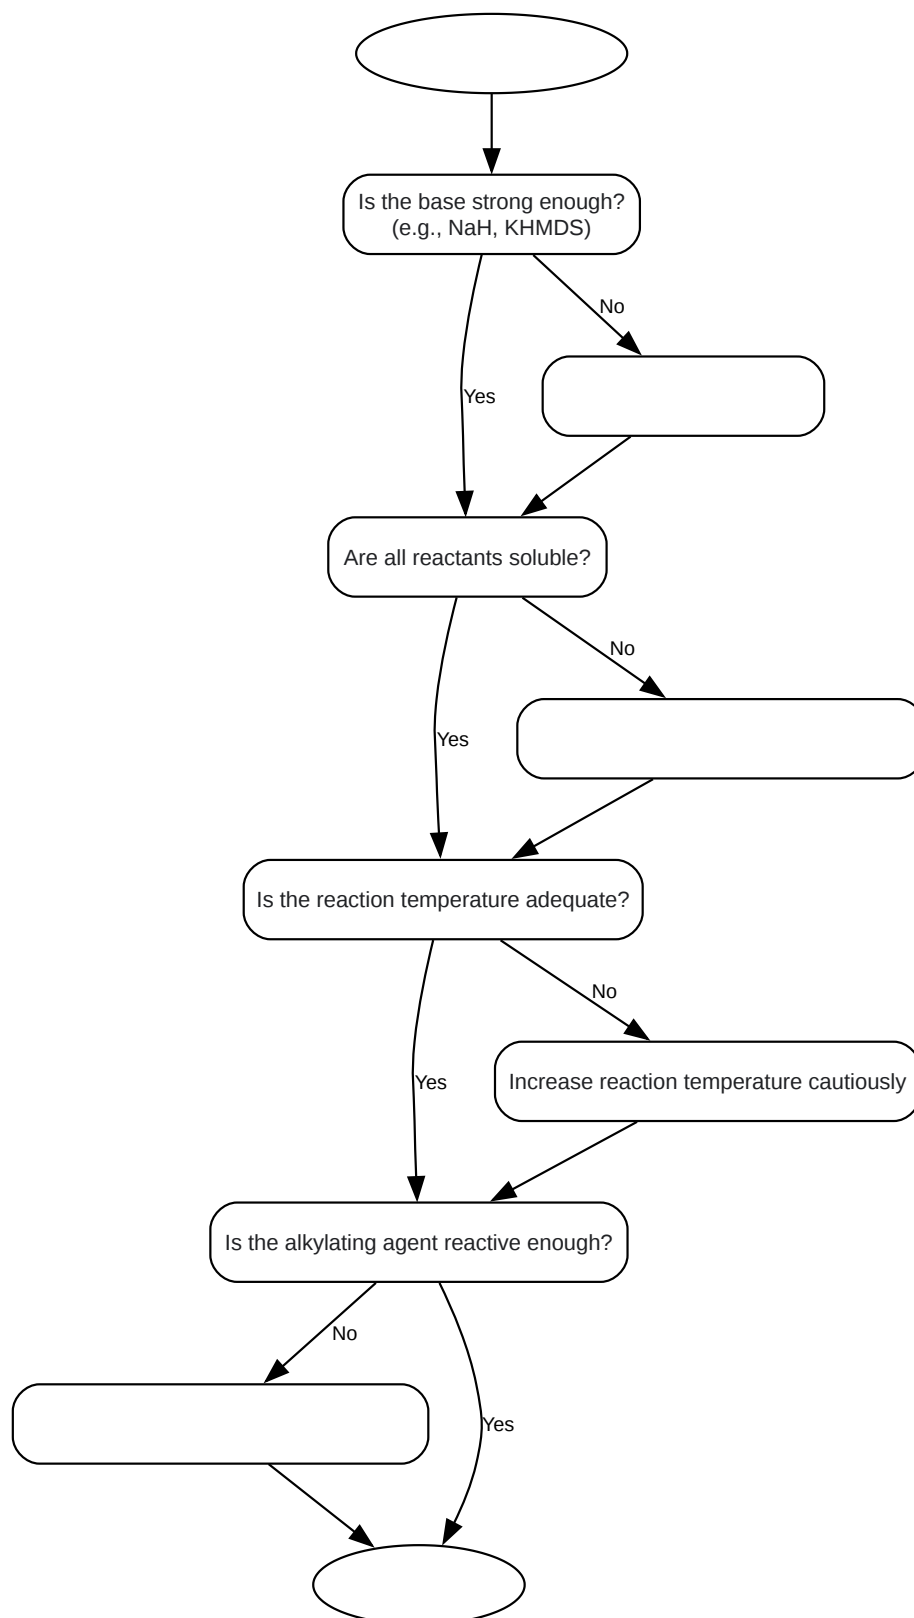 Is the base strong enough?
(e.g., NaH, KHMDS)
No
Yes
Are all reactants soluble?
No
Yes
Is the reaction temperature adequate?
No
Yes
Increase reaction temperature cautiously
Is the alkylating agent reactive enough?
No
Yes